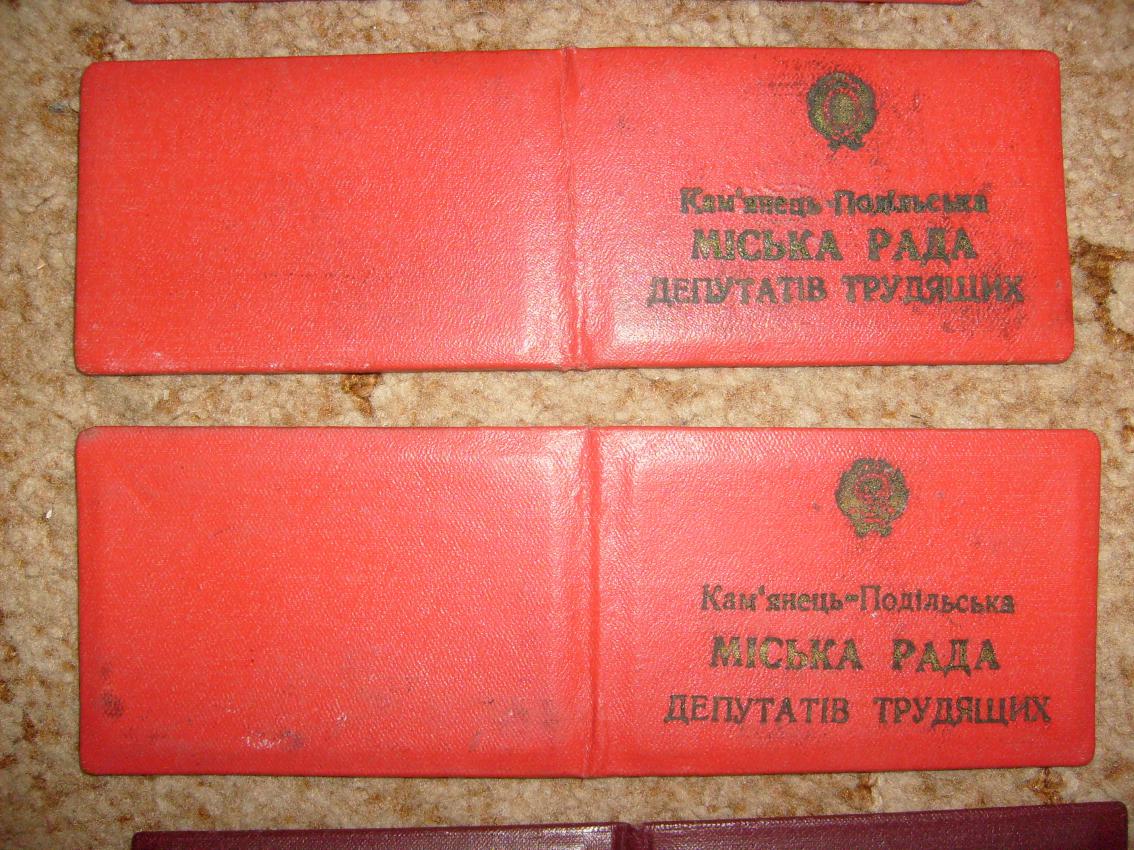 Кам'янець-Подільська
МІСЬКА РАДА
ДЕПУТАТІВ ТРУДЯЩИХ
Кам'янець-Подільська
МІСЬКА РАДА
ДЕПУТАТІВ ТРУДЯЩИХ